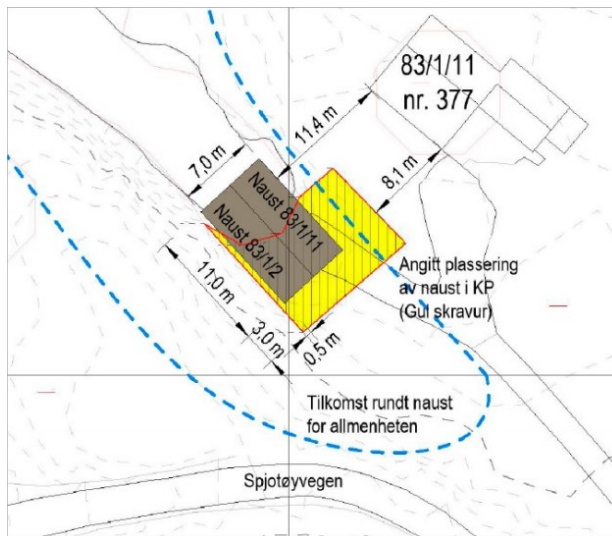 83/1/11
nr. 377
11,4 m
7,0 m
8,1 m
Naust 83/1/11
Naust 83/1/2
Angitt plassering
av naust i KP
(Gul skravur)
11,0 m
3,0 m
0,5 m
Tilkomst rundt naust
for allmenheten
Spjotøyvegen